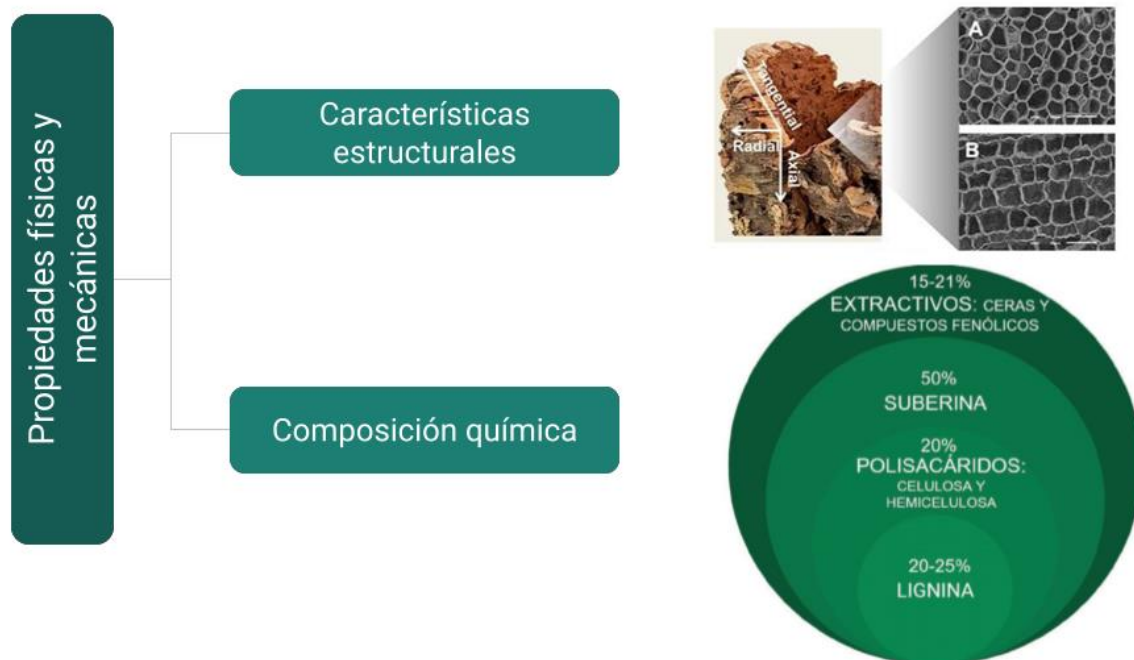 Propiedades físicas y
mecánicas
Características
estructurales
Composición química
Tangential
Radial
Axial
A
B
15-21%
EXTRACTIVOS: CERAS Y
COMPUESTOS FENÓLICOS
50%
SUBERINA
20%
POLISACÁRIDOS:
CELULOSA Y
HEMICELULOSA
20-25%
LIGNINA